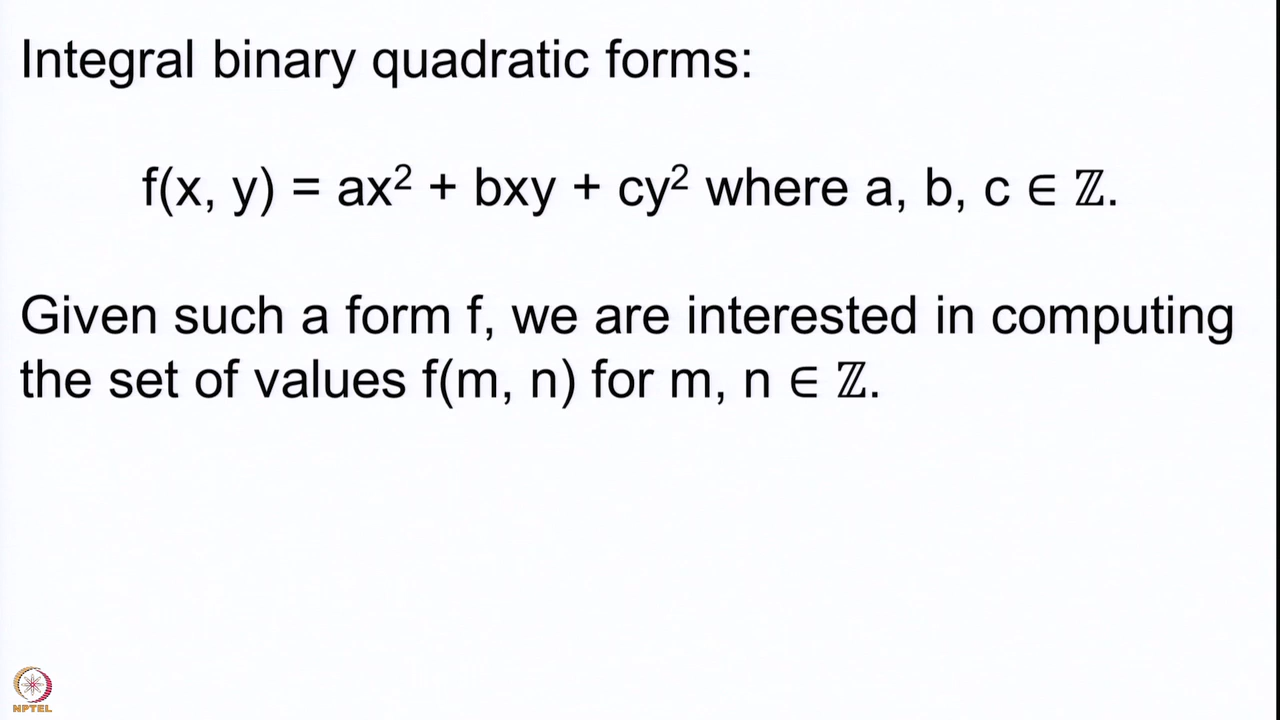 Integral binary quadratic forms:
f(x, y) = ax² + bxy + cy² where a, b, c ∈ ℤ.
Given such a form f, we are interested in computing
the set of values f(m, n) for m, n ∈ ℤ.
NPTEL